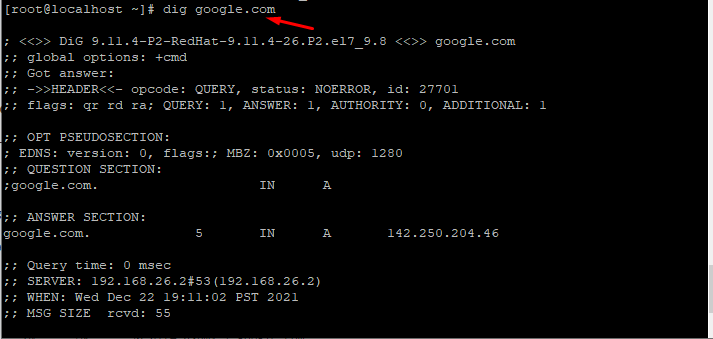 [root@localhost ~]# dig google.com
; <<>> DiG 9.11.4-P2-RedHat-9.11.4-26.P2.el7_9.8 <<>> google.com
;; global options: +cmd
;; Got answer:
;; ->>HEADER<<- opcode: QUERY, status: NOERROR, id: 27701
;; flags: qr rd ra; QUERY: 1, ANSWER: 1, AUTHORITY: 0, ADDITIONAL: 1
;; OPT PSEUDOSECTION:
; EDNS: version: 0, flags:; MBZ: 0x0005, udp: 1280
;; QUESTION SECTION:
;google.com. IN A
;; ANSWER SECTION:
google.com. 5 IN A 142.250.204.46
;; Query time: 0 msec
;; SERVER: 192.168.26.2#53(192.168.26.2)
;; WHEN: Wed Dec 22 19:11:02 PST 2021
;; MSG SIZE rcvd: 55